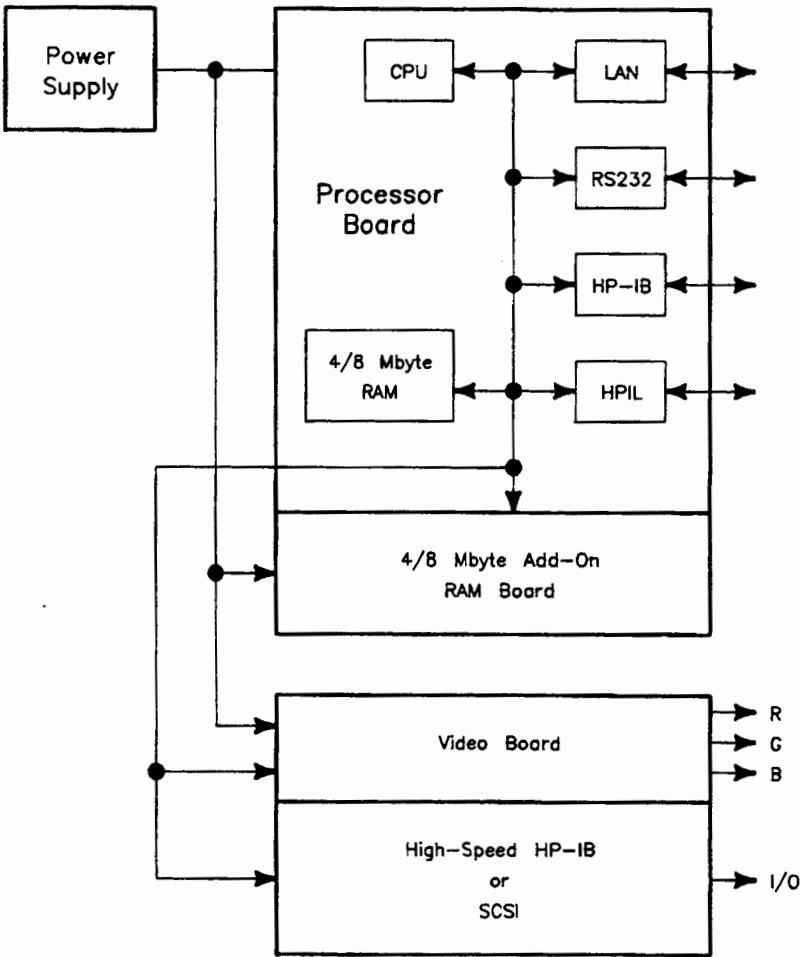 Power
Supply
CPU
LAN
RS232
Processor
Board
HP-IB
4/8 Mbyte
RAM
HPIL
4/8 Mbyte Add-On
RAM Board
Video Board
R
G
B
High-Speed HP-IB
or
SCSI
I/O